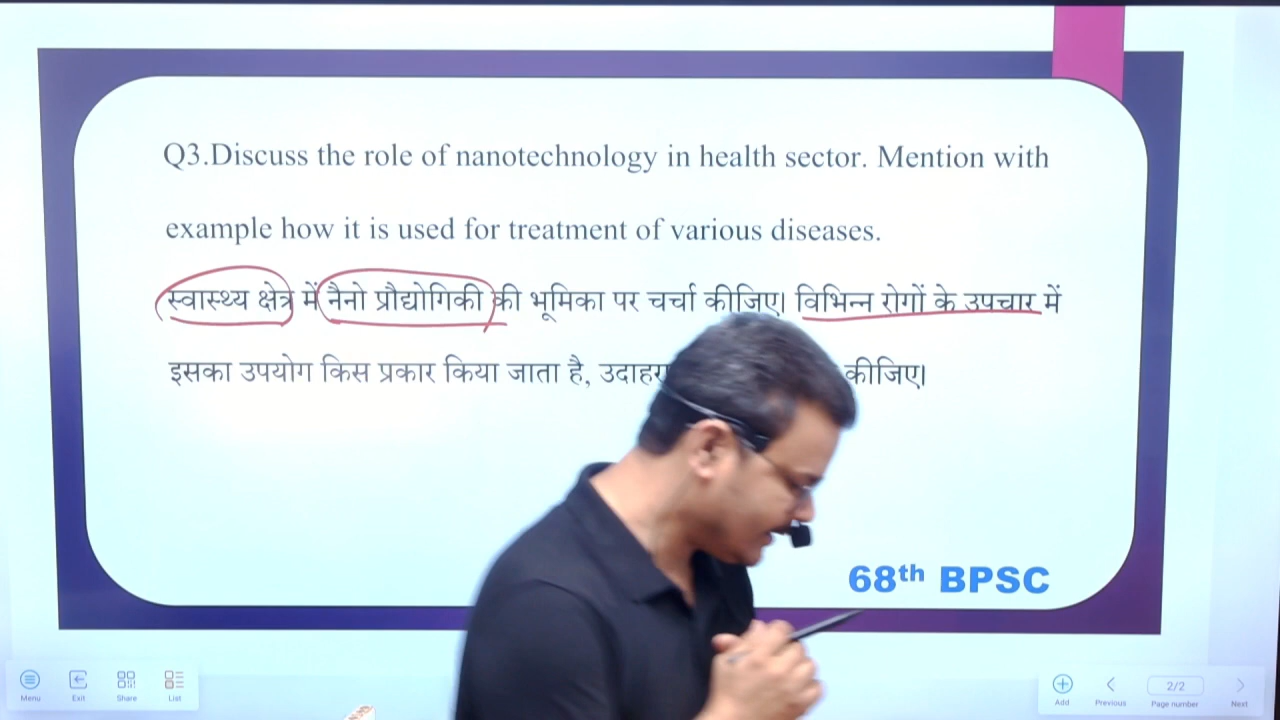 Q3.Discuss the role of nanotechnology in health sector. Mention with
example how it is used for treatment of various diseases.
स्वास्थ्य क्षेत्र में नैनो प्रौद्योगिकी की भूमिका पर चर्चा कीजिए। विभिन्न रोगों के उपचार में
इसका उपयोग किस प्रकार किया जाता है, कीजिए।
68th BPSC
Menu Exit Share List Add Previous 2/2 Page number Next